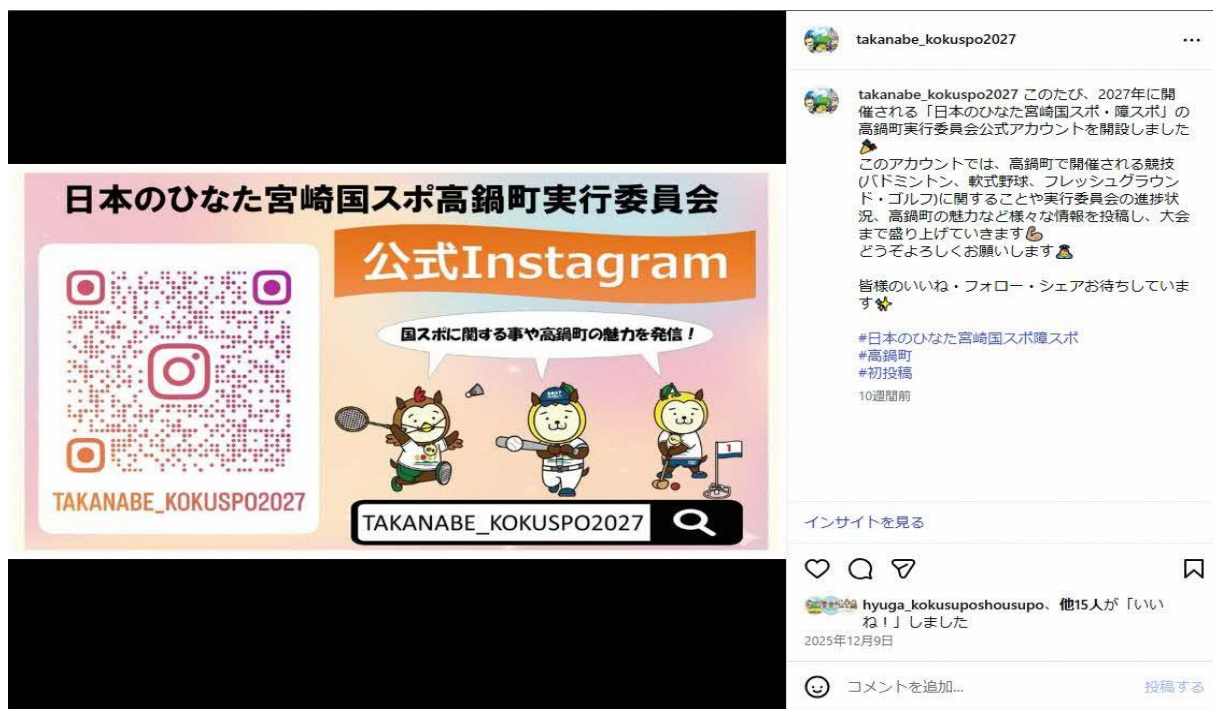 日本のひなた宮崎国スポ高鍋町実行委員会
公式Instagram
国スポに関する事や高鍋町の魅力を発信！
1
TAKANABE_KOKUSPO2027
TAKANABE_KOKUSPO2027
takanabe_kokuspo2027
takanabe_kokuspo2027 このたび、2027年に開
催される「日本のひなた宮崎国スポ・障スポ」の
高鍋町実行委員会公式アカウントを開設しました
🎉
このアカウントでは、高鍋町で開催される競技
(バドミントン、軟式野球、フレッシュグラウン
ド・ゴルフ)に関することや実行委員会の進捗状
況、高鍋町の魅力など様々な情報を投稿し、大会
まで盛り上げていきます💪
どうぞよろしくお願いします🙇
皆様のいいね・フォロー・シェアお待ちしていま
す✨
#日本のひなた宮崎国スポ障スポ
#高鍋町
#初投稿
10週間前
インサイトを見る
hyuga_kokusuposhousupo、他15人が「いい
ね！」しました
2025年12月9日
コメントを追加...
投稿する